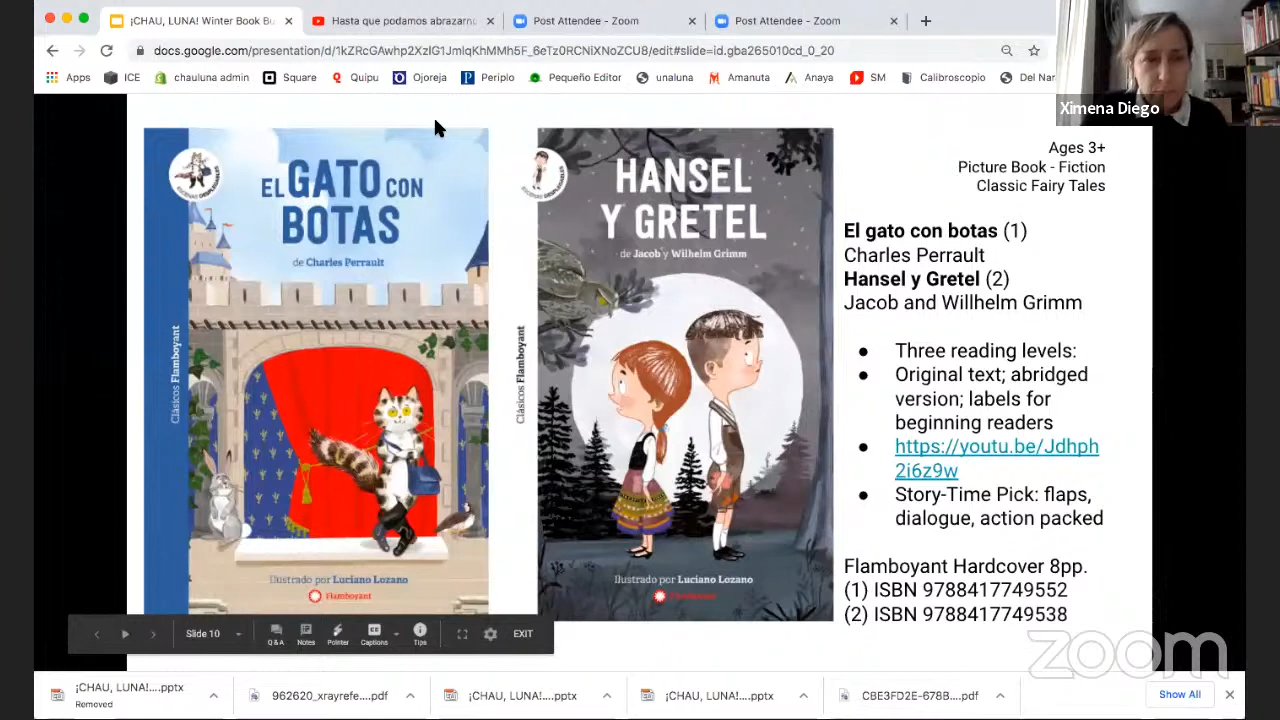 ¡CHAU, LUNA! Winter Book Bu
Hasta que podamos abrazarnu
Post Attendee - Zoom
Post Attendee - Zoom
docs.google.com/presentation/d/1kZRcGAwhp2XzIG1JmlqKhMMh5F_6eTz0RCNiXNoZCU8/edit#slide=id.gba265010cd_0_20
Apps
ICE
chauluna admin
Square
Quipu
Ojoreja
Periplo
Pequeño Editor
unaluna
Amanuta
Anaya
SM
Calibroscopio
Del Nar
Ximena Diego
EL GATO CON
BOTAS
de Charles Perrault
Clásicos Flamboyant
Ilustrado por Luciano Lozano
Flamboyant
HANSEL
Y GRETEL
de Jacob y Wilhelm Grimm
Clásicos Flamboyant
Ilustrado por Luciano Lozano
Flamboyant
Ages 3+
Picture Book - Fiction
Classic Fairy Tales
El gato con botas (1)
Charles Perrault
Hansel y Gretel (2)
Jacob and Willhelm Grimm
● Three reading levels:
● Original text; abridged
version; labels for
beginning readers
● https://youtu.be/Jdhph
2i6z9w
● Story-Time Pick: flaps,
dialogue, action packed
Flamboyant Hardcover 8pp.
(1) ISBN 9788417749552
(2) ISBN 9788417749538
Slide 10
Q & A
Notes
Pointer
Captions
Tips
EXIT
zoom
¡CHAU, LUNA!....pptx
Removed
962620_xrayrefe....pdf
¡CHAU, LUNA!....pptx
¡CHAU, LUNA!....pptx
CBE3FD2E-678B....pdf
Show All